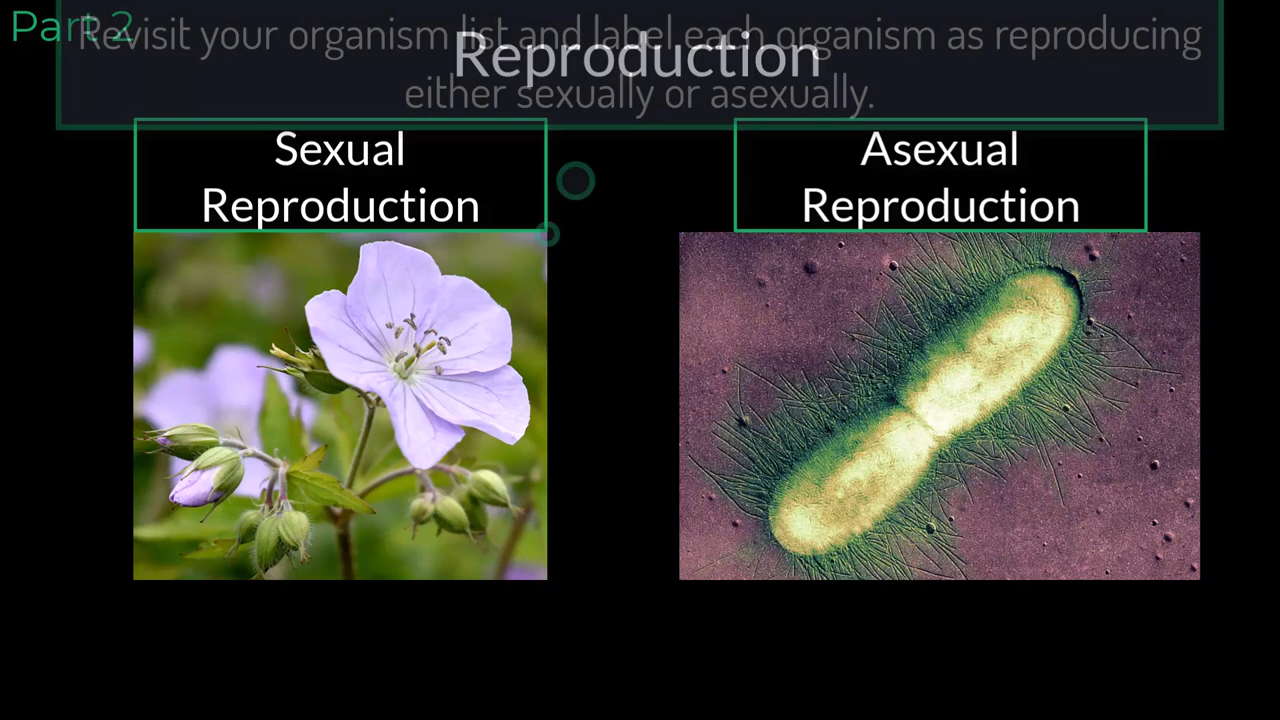 Part 2
Revisit your organism list and label each organism as reproducing
either sexually or asexually.
Reproduction
Sexual
Reproduction
Asexual
Reproduction